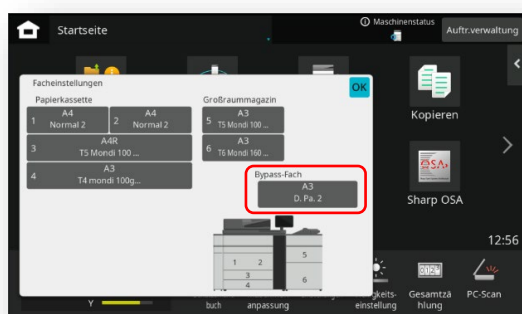 Startseite
Maschinenstatus
Auftr.verwaltung
Facheinstellungen
OK
Papierkassette
Großraummagazin
1 A4
Normal 2
2 A4
Normal 2
5 A3
T5 Mondi 100 ...
3 A4R
T5 Mondi 100 ...
6 A3
T6 Mondi 160 ...
4 A3
T4 mondi 100g...
Bypass-Fach
A3
D. Pa. 2
1 2 5
3
4 6
Kopieren
Sharp OSA
12:56
Y
buch
anpassung
gkeits-
einstellung
Gesamtzä
hlung
PC-Scan